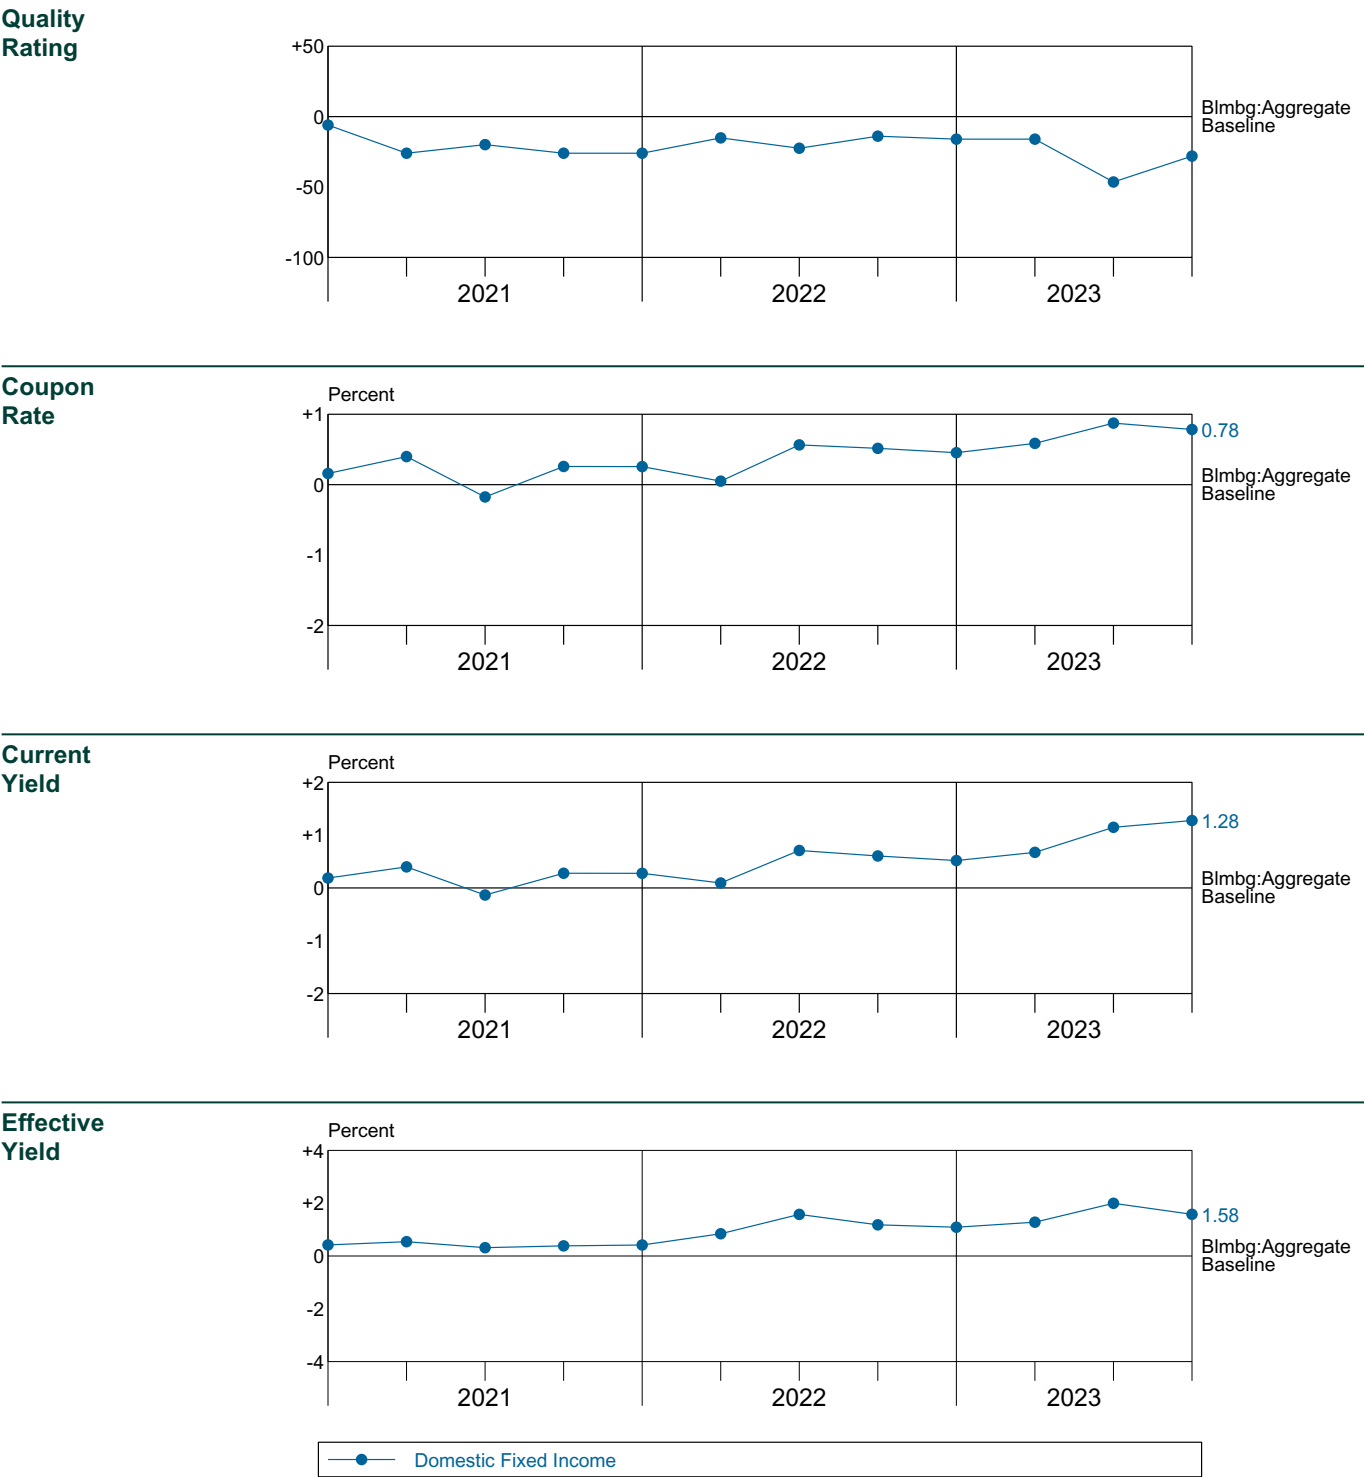 Quality
Rating
+50
0
-50
-100
Blmbg:Aggregate
Baseline
2021
2022
2023
Coupon
Rate
Percent
+1
0
-1
-2
0.78
Blmbg:Aggregate
Baseline
2021
2022
2023
Current
Yield
Percent
+2
+1
0
-1
-2
1.28
Blmbg:Aggregate
Baseline
2021
2022
2023
Effective
Yield
Percent
+4
+2
0
-2
-4
1.58
Blmbg:Aggregate
Baseline
2021
2022
2023
Domestic Fixed Income